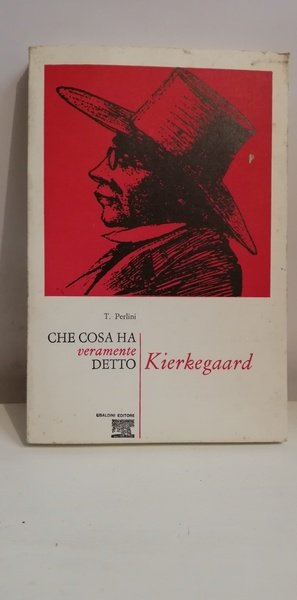 T. Perlini
CHE COSA HA
veramente
DETTO
Kierkegaard
UBALDINI EDITORE